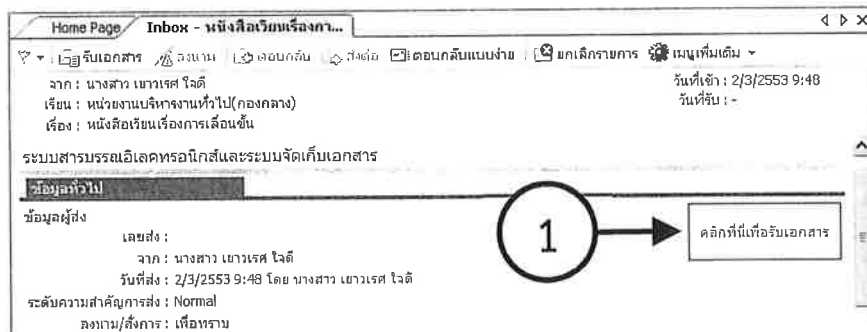 Home Page Inbox - หนังสือเวียนเรื่องกา...
รับเอกสาร ลงนาม ตอบกลับ ส่งต่อ ตอบกลับแบบง่าย ยกเลิกรายการ เมนูเพิ่มเติม
จาก : นางสาว เยาวเรศ ใจดี วันที่เข้า : 2/3/2553 9:48
เรียน : หน่วยงานบริหารงานทั่วไป(กองกลาง) วันที่รับ : -
เรื่อง : หนังสือเวียนเรื่องการเลื่อนขั้น
ระบบสารบรรณอิเลคทรอนิกส์และระบบจัดเก็บเอกสาร
ข้อมูลทั่วไป
ข้อมูลผู้ส่ง
1
คลิกที่นี่เพื่อรับเอกสาร
เลขส่ง :
จาก : นางสาว เยาวเรศ ใจดี
วันที่ส่ง : 2/3/2553 9:48 โดย นางสาว เยาวเรศ ใจดี
ระดับความสำคัญการส่ง : Normal
ลงนาม/สั่งการ : เพื่อทราบ